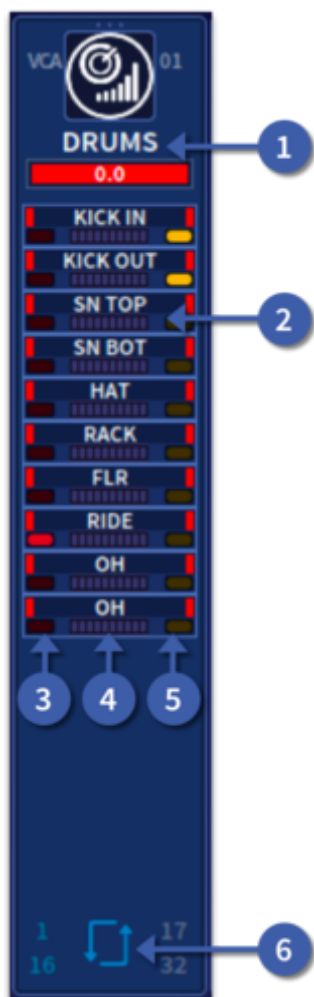 VCA 01
DRUMS
1
0.0
KICK IN
KICK OUT
SN TOP
2
SN BOT
HAT
RACK
FLR
RIDE
OH
OH
3 4 5
1 17
16 32
6